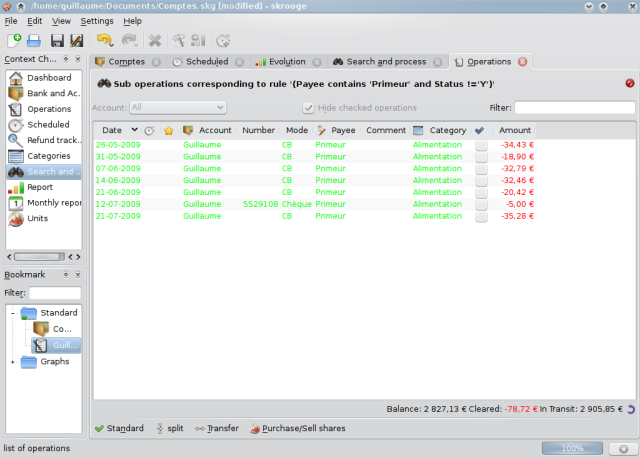 /home/guillaume/Documents/Comptes.skg [modified] - skrooge
File Edit View Settings Help
Context Ch...
Dashboard
Bank and Ac...
Operations
Scheduled
Refund track...
Categories
Search and ...
Report
Monthly repor
Units
Bookmark
Filter:
Standard
Co...
Guill...
Graphs
Comptes Scheduled Evolution Search and process Operations
Sub operations corresponding to rule '(Payee contains 'Primeur' and Status !='Y')'
Account: All Hide checked operations Filter:
Date Account Number Mode Payee Comment Category Amount
26-05-2009 Guillaume CB Primeur Alimentation -34,43 €
31-05-2009 Guillaume CB Primeur Alimentation -18,90 €
07-06-2009 Guillaume CB Primeur Alimentation -32,79 €
14-06-2009 Guillaume CB Primeur Alimentation -32,46 €
21-06-2009 Guillaume CB Primeur Alimentation -20,42 €
12-07-2009 Guillaume 5529108 Chèque Primeur Alimentation -5,00 €
21-07-2009 Guillaume CB Primeur Alimentation -35,28 €
Balance: 2 827,13 € Cleared: -78,72 € In Transit: 2 905,85 €
Standard split Transfer Purchase/Sell shares
list of operations 100%